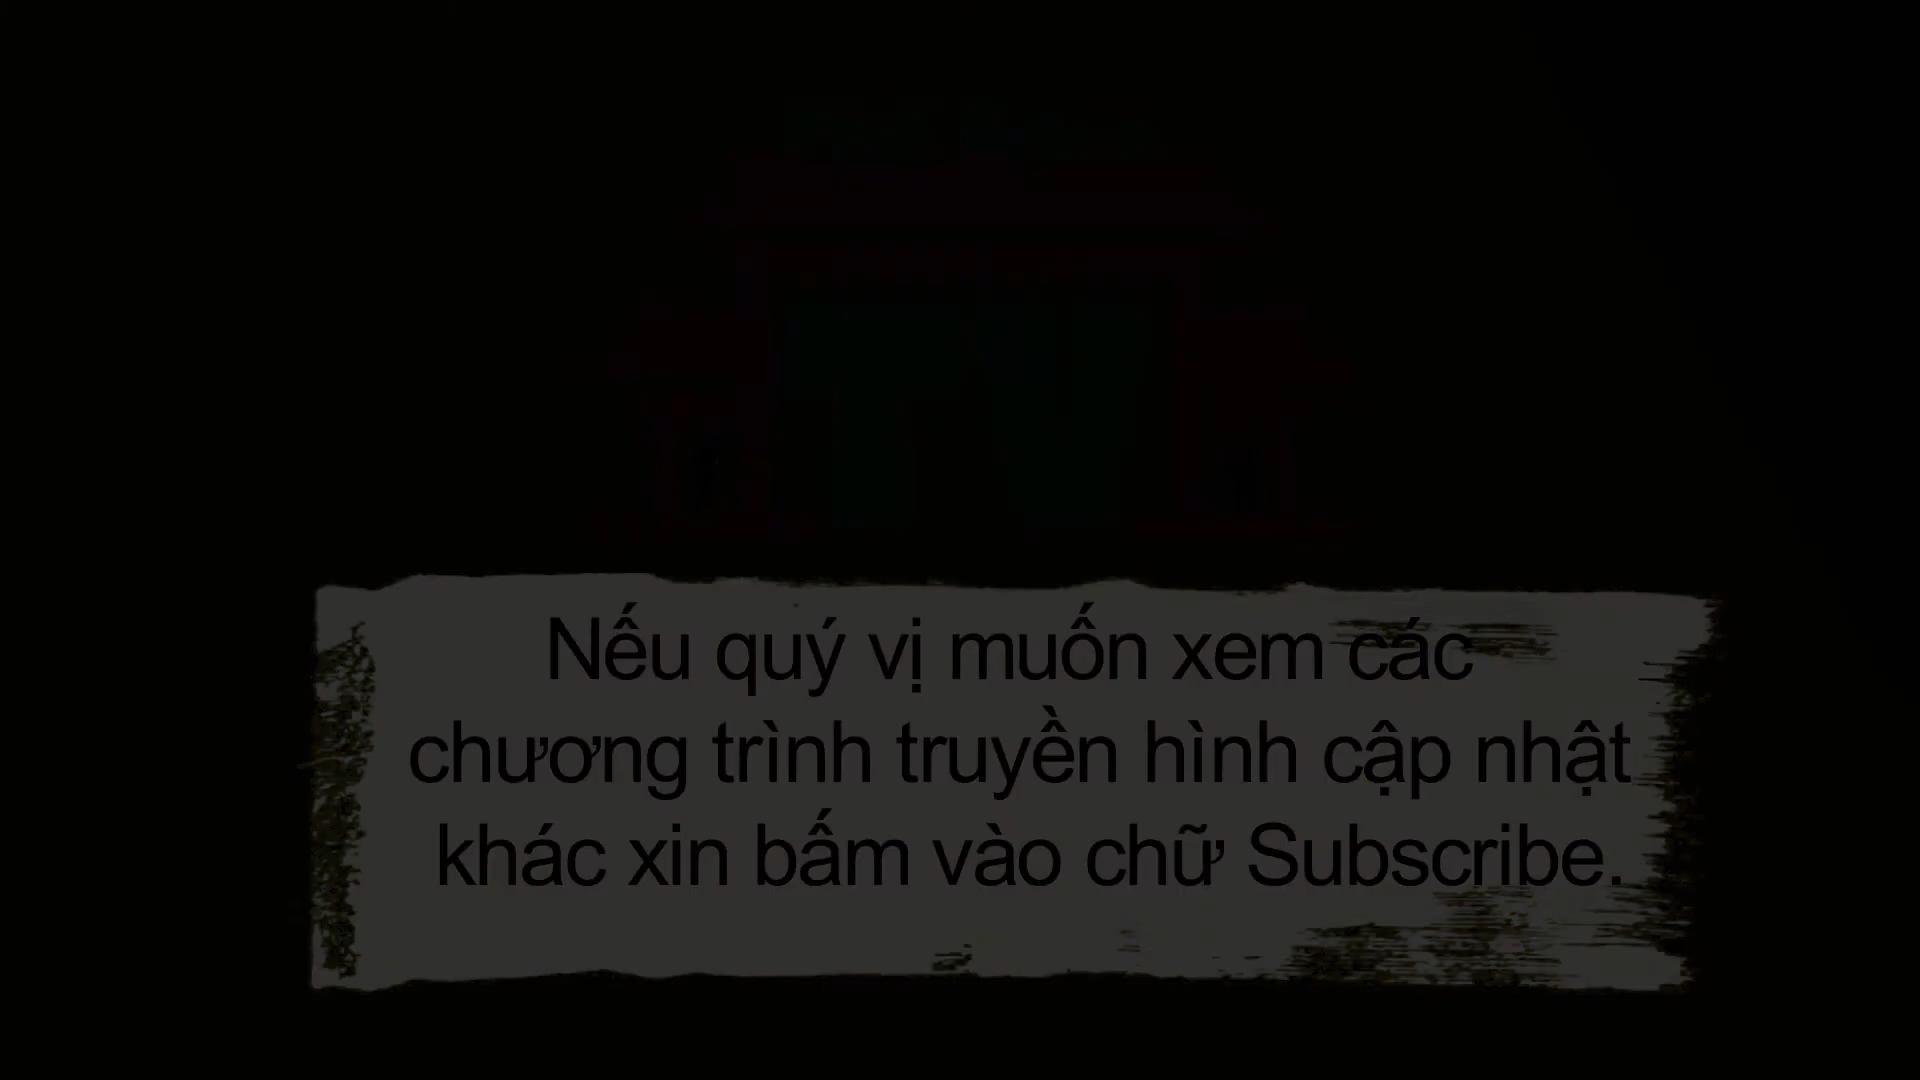 Nếu quý vị muốn xem các
chương trình truyền hình cập nhật
khác xin bấm vào chữ Subscribe.